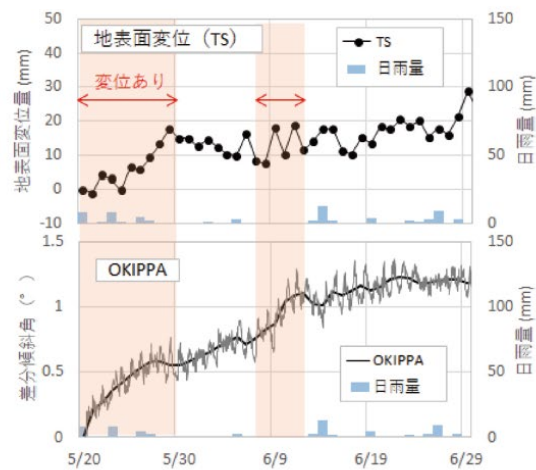 地表面変位（TS）
TS
日雨量
変位あり
50
40
30
20
10
0
-10
地表面変位量 (mm)
150
100
50
0
日雨量 (mm)
OKIPPA
OKIPPA
日雨量
1.5
1
0.5
0
差分傾斜角（°）
150
100
50
0
日雨量 (mm)
5/20
5/30
6/9
6/19
6/29